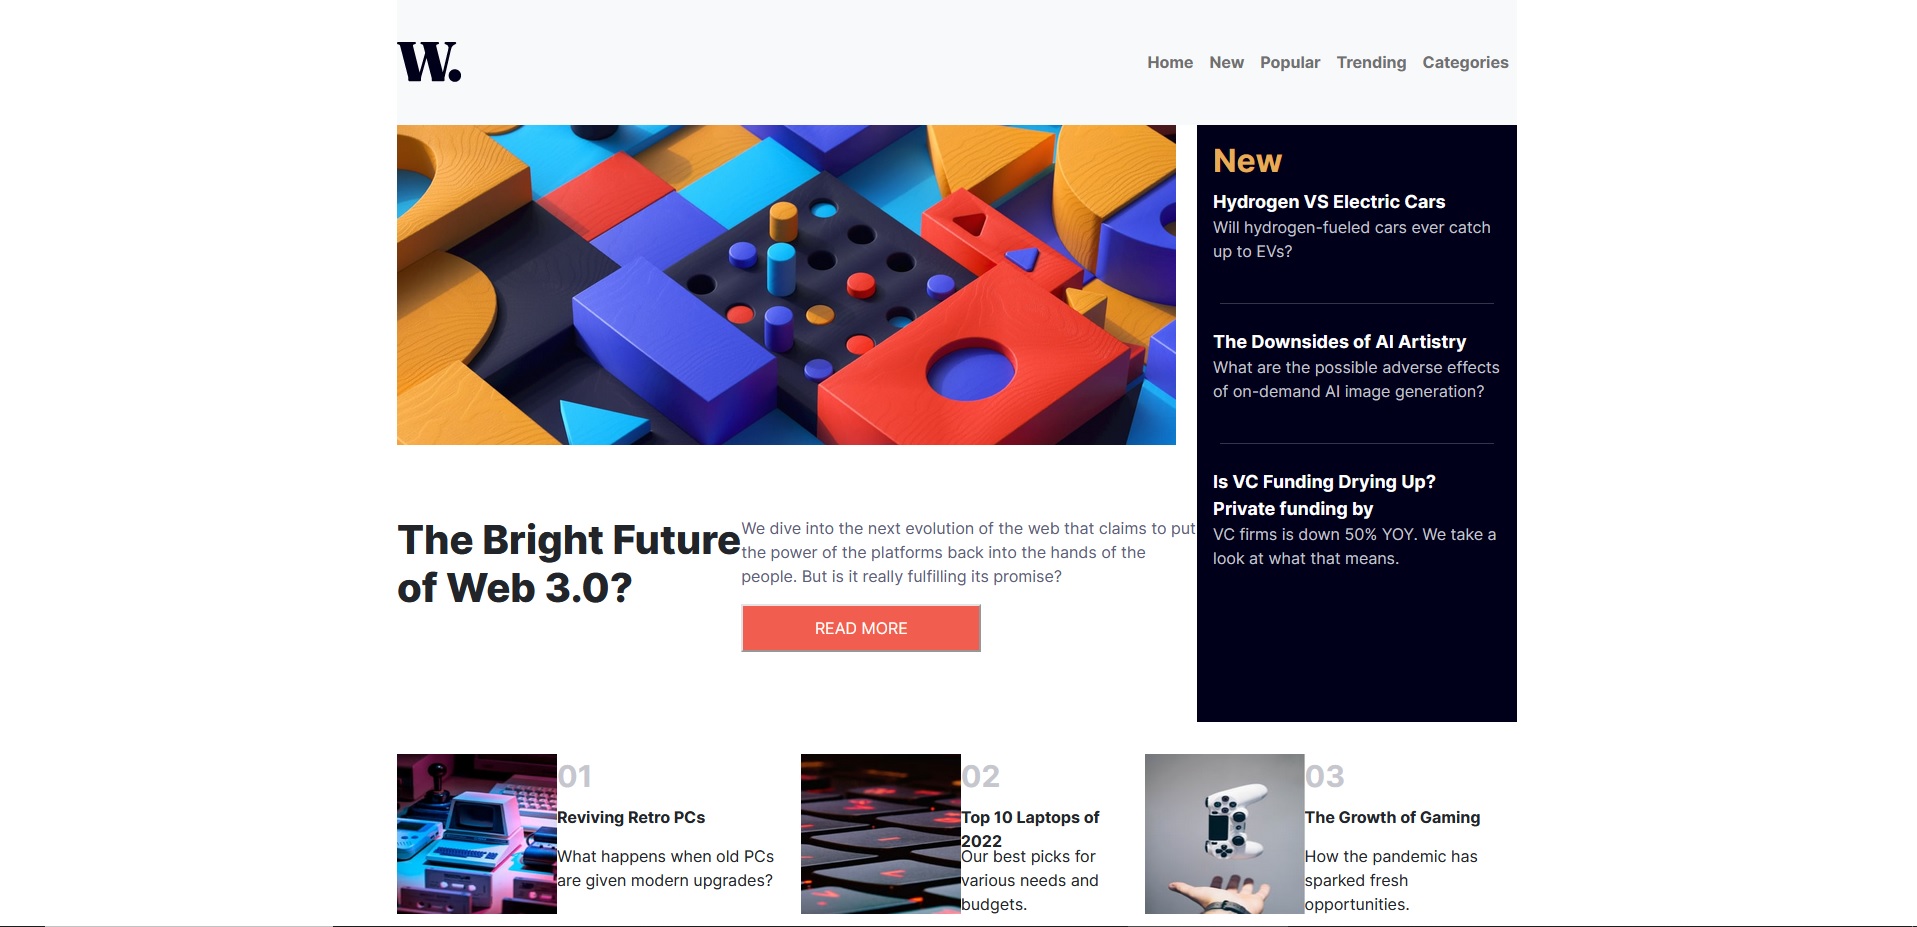 W.
Home New Popular Trending Categories
New
Hydrogen VS Electric Cars
Will hydrogen-fueled cars ever catch
up to EVs?
The Downsides of AI Artistry
What are the possible adverse effects
of on-demand AI image generation?
Is VC Funding Drying Up?
Private funding by
VC firms is down 50% YOY. We take a
look at what that means.
The Bright Future
of Web 3.0?
We dive into the next evolution of the web that claims to put
the power of the platforms back into the hands of the
people. But is it really fulfilling its promise?
READ MORE
01
Reviving Retro PCs
What happens when old PCs
are given modern upgrades?
02
Top 10 Laptops of
2022
Our best picks for
various needs and
budgets.
03
The Growth of Gaming
How the pandemic has
sparked fresh
opportunities.